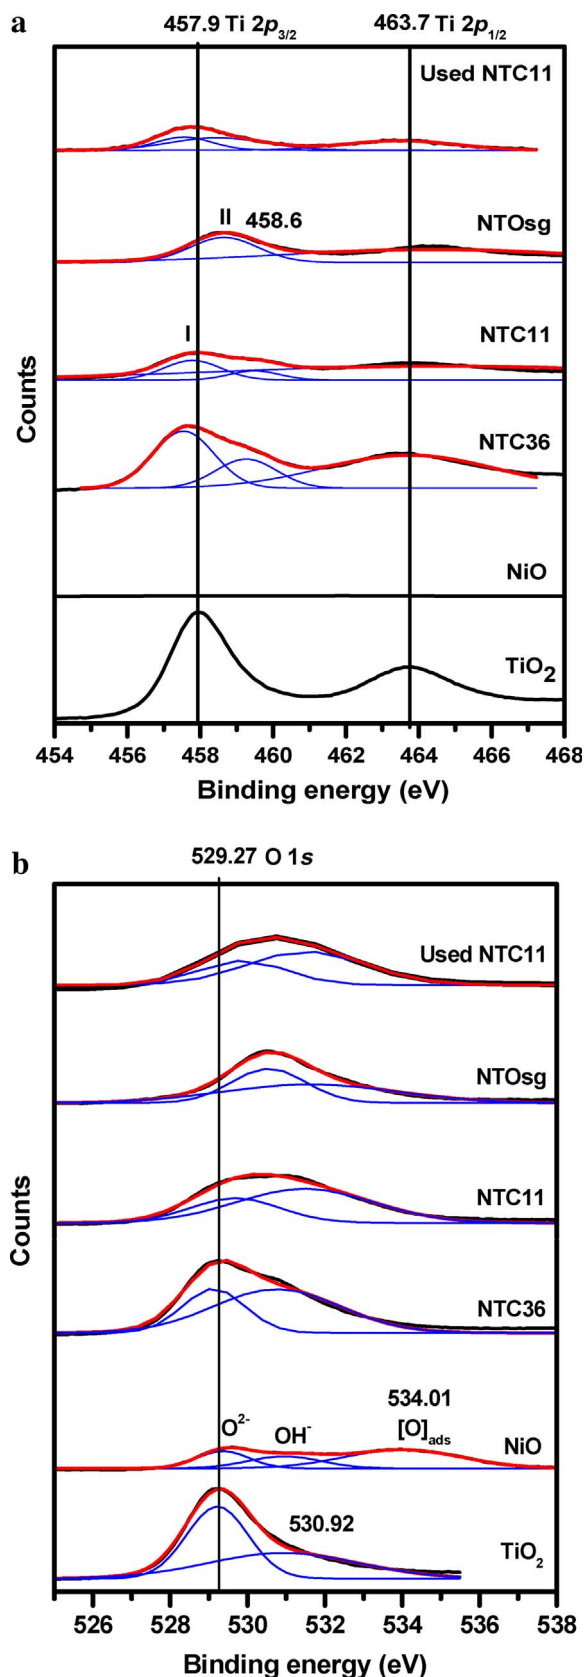 a
457.9 Ti 2p3/2 463.7 Ti 2p1/2
Used NTC11
II 458.6 NTOsg
I NTC11
NTC36
NiO
TiO2
Counts
454 456 458 460 462 464 466 468
Binding energy (eV)
b
529.27 O 1s
Used NTC11
NTOsg
NTC11
NTC36
534.01
O2- OH- [O]ads NiO
530.92
TiO2
Counts
526 528 530 532 534 536 538
Binding energy (eV)